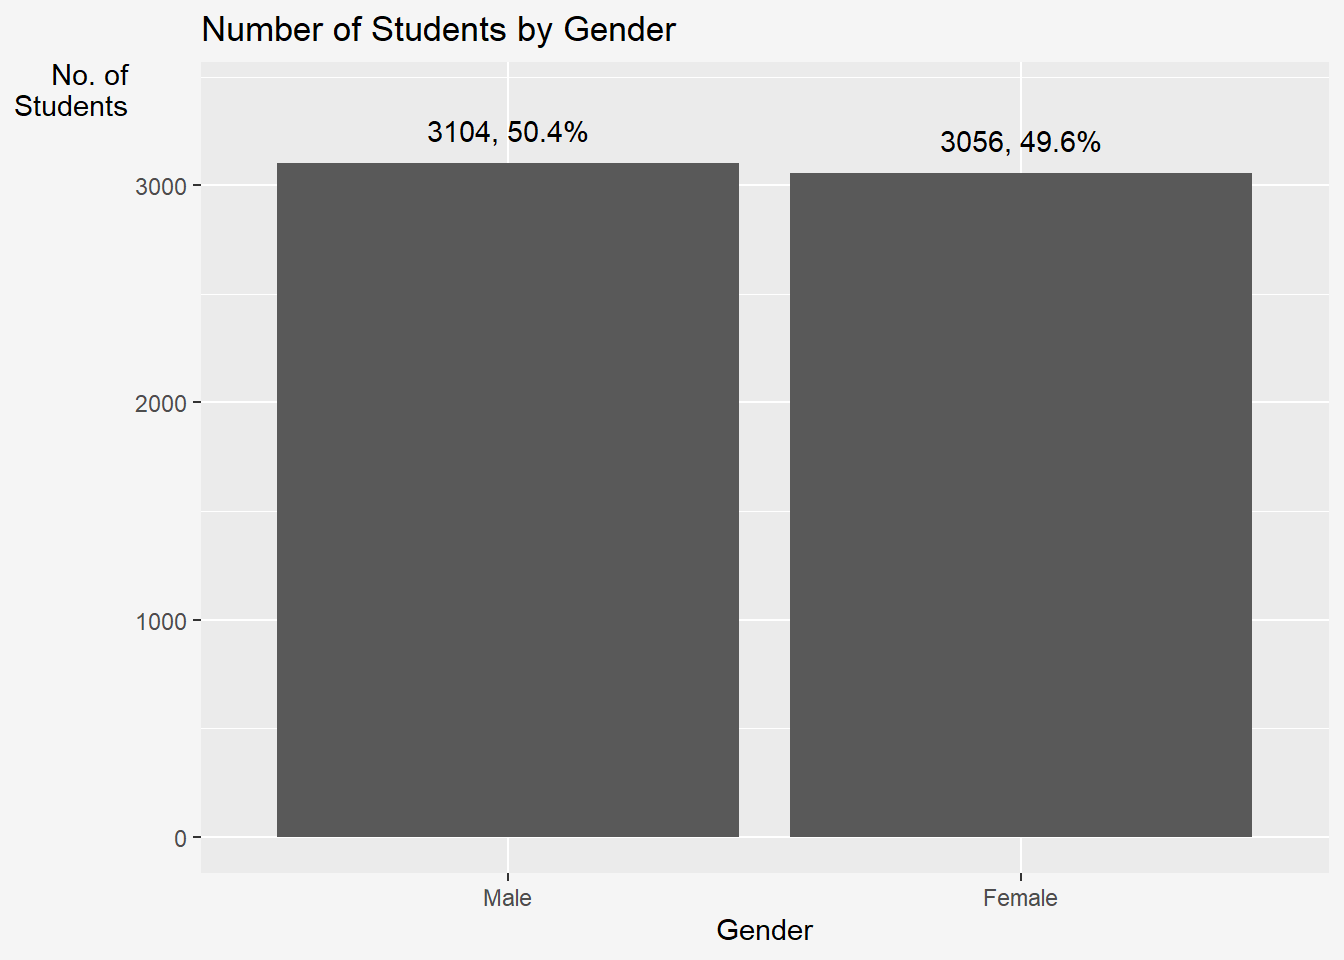 Number of Students by Gender
No. of
Students
3104, 50.4%
3056, 49.6%
3000
2000
1000
0
Male
Female
Gender